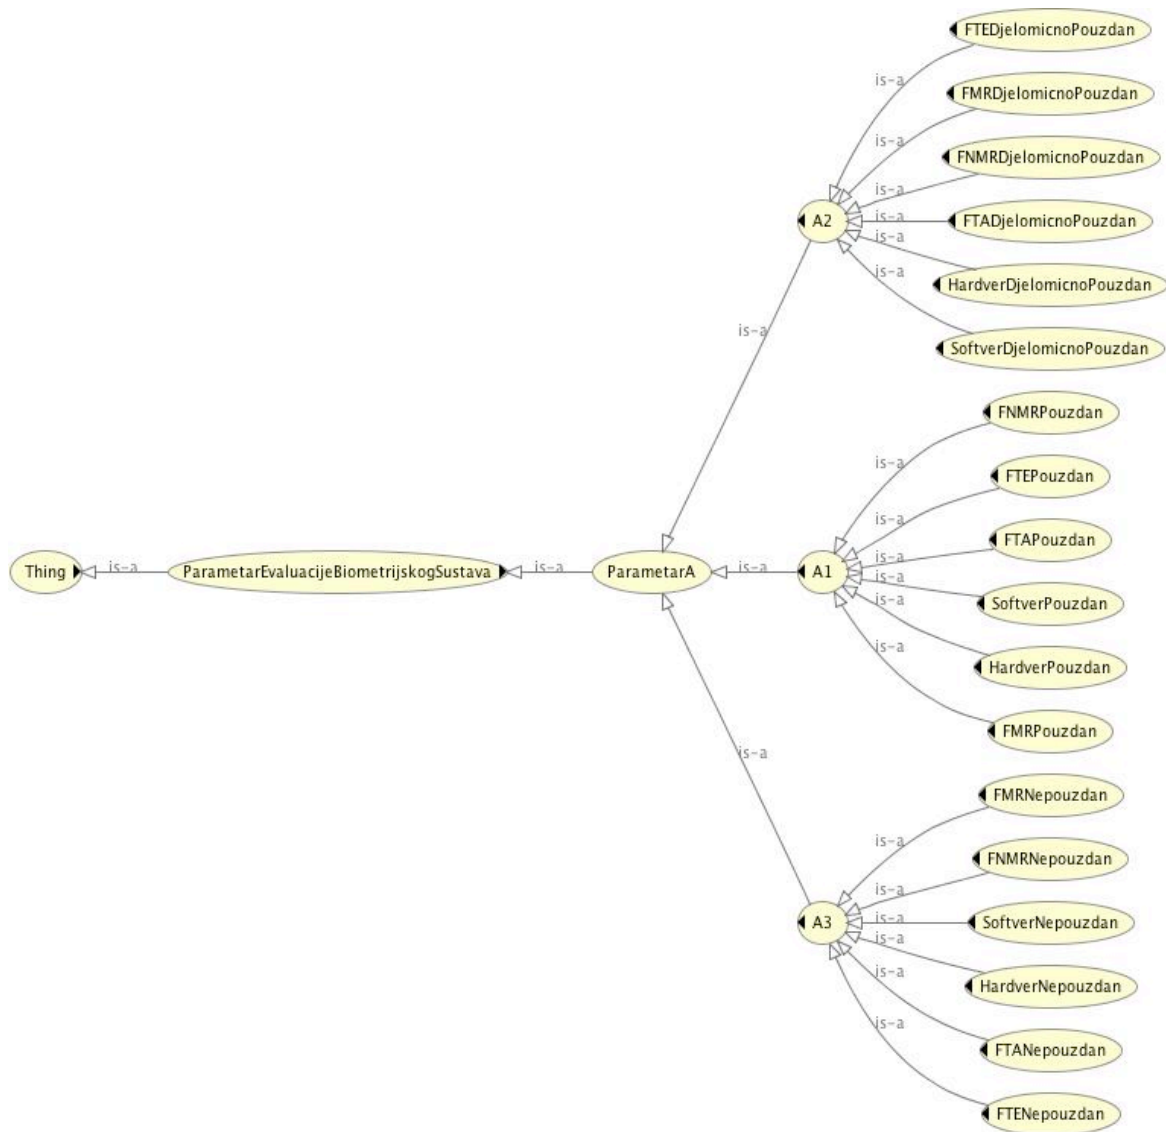 FTEDjelomicnoPouzdan
is-a
FMRDjelomicnoPouzdan
is-a
FNMRDjelomicnoPouzdan
is-a
A2
is-a
FTADjelomicnoPouzdan
is-a
HardverDjelomicnoPouzdan
is-a
SoftverDjelomicnoPouzdan
is-a
FNMRPouzdan
is-a
FTEPouzdan
is-a
FTAPouzdan
is-a
Thing
is-a
ParametarEvaluacijeBiometrijskogSustava
is-a
ParametarA
is-a
A1
is-a
SoftverPouzdan
is-a
HardverPouzdan
is-a
FMRPouzdan
is-a
FMRNepouzdan
is-a
FNMRNepouzdan
is-a
A3
is-a
SoftverNepouzdan
is-a
HardverNepouzdan
is-a
FTANepouzdan
is-a
FTENepouzdan
is-a